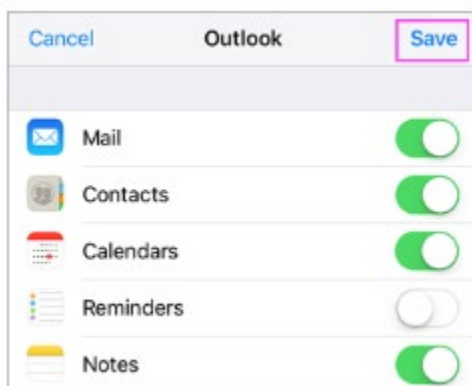 Cancel Outlook Save
Mail
Contacts
Calendars
Reminders
Notes